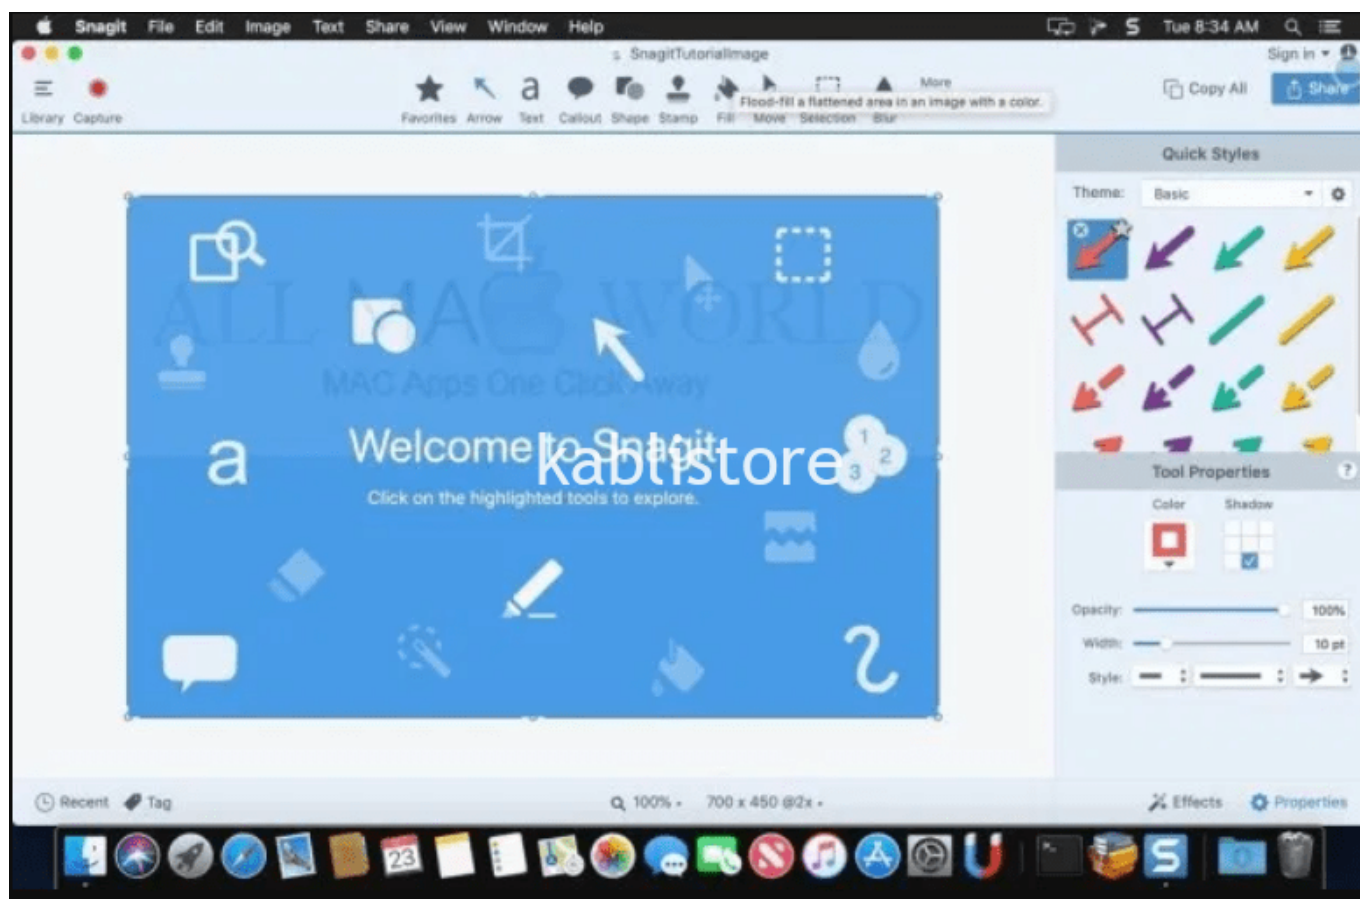 Snagit File Edit Image Text Share View Window Help Tue 8:34 AM
SnagitTutorialImage
Sign in
Library Capture
Favorites Arrow Text Callout Shape Stamp Fill Move Selection Blur More
Flood-fill a flattened area in an image with a color.
Copy All Share
Quick Styles
Theme: Basic
ALL MAC WORLD
MAC Apps One Click Away
a
Welcome to Snagit
kabtistore
1
2
3
Click on the highlighted tools to explore.
Tool Properties ?
Color Shadow
Opacity: 100%
Width: 10 pt
Style:
Recent Tag
100% 700 x 450 @2x
Effects Properties
23